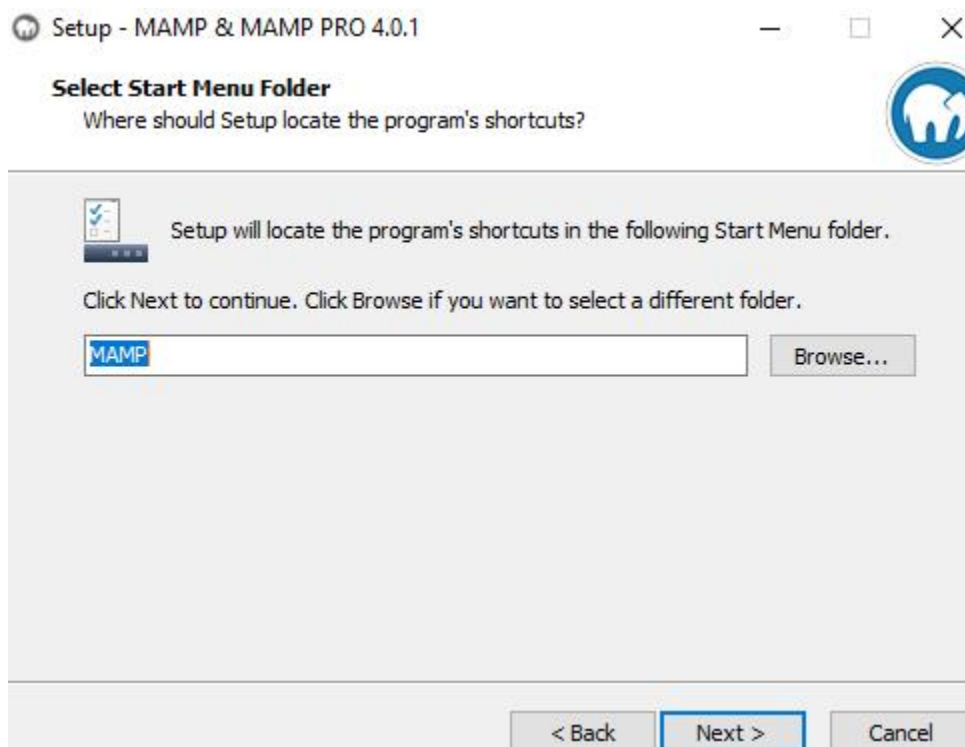 Setup - MAMP & MAMP PRO 4.0.1
Select Start Menu Folder
Where should Setup locate the program's shortcuts?
Setup will locate the program's shortcuts in the following Start Menu folder.
Click Next to continue. Click Browse if you want to select a different folder.
MAMP
Browse...
< Back
Next >
Cancel